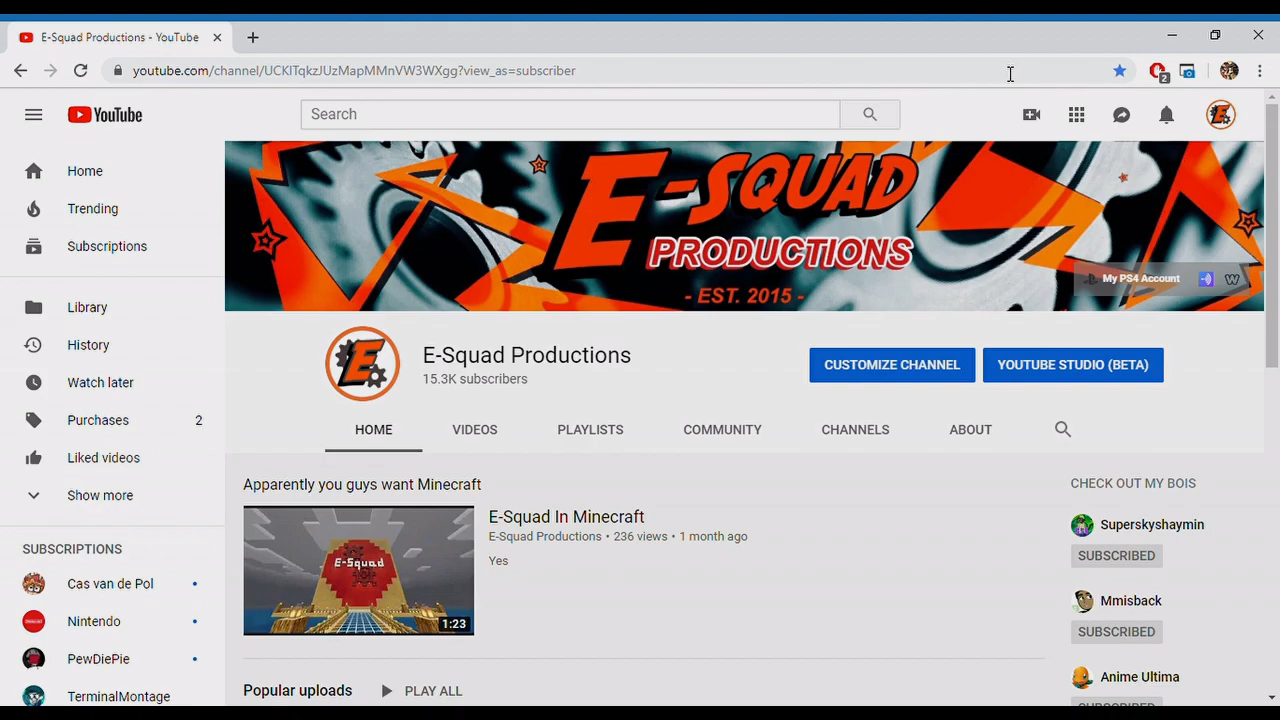 E-Squad Productions - YouTube
youtube.com/channel/UCKITqkzJUzMapMMnVW3WXgg?view_as=subscriber
2
YouTube
Search
Home
Trending
Subscriptions
Library
History
Watch later
Purchases 2
Liked videos
Show more
SUBSCRIPTIONS
Cas van de Pol
Nintendo
PewDiePie
TerminalMontage
E-SQUAD
PRODUCTIONS
- EST. 2015 -
My PS4 Account
E-Squad Productions
15.3K subscribers
CUSTOMIZE CHANNEL
YOUTUBE STUDIO (BETA)
HOME VIDEOS PLAYLISTS COMMUNITY CHANNELS ABOUT
Apparently you guys want Minecraft
E-Squad
1:23
E-Squad In Minecraft
E-Squad Productions • 236 views • 1 month ago
Yes
Popular uploads PLAY ALL
CHECK OUT MY BOIS
Superskyshaymin
SUBSCRIBED
Mmisback
SUBSCRIBED
Anime Ultima
SUBSCRIBED